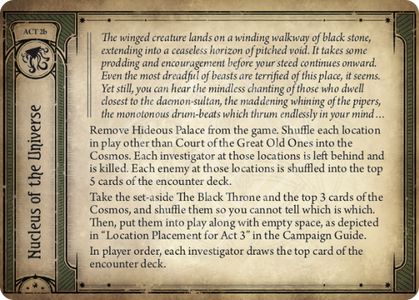 ACT 2b
Nucleus of the Universe
The winged creature lands on a winding walkway of black stone,
extending into a ceaseless horizon of pitched void. It takes some
prodding and encouragement before your steed continues onward.
Even the most dreadful of beasts are terrified of this place, it seems.
Yet still, you can hear the mindless chanting of those who dwell
closest to the daemon-sultan, the maddening whining of the pipers,
the monotonous drum-beats which thrum endlessly in your mind ...
Remove Hideous Palace from the game. Shuffle each location
in play other than Court of the Great Old Ones into the
Cosmos. Each investigator at those locations is left behind and
is killed. Each enemy at those locations is shuffled into the top
5 cards of the encounter deck.
Take the set-aside The Black Throne and the top 3 cards of the
Cosmos, and shuffle them so you cannot tell which is which.
Then, put them into play along with empty space, as depicted
in “Location Placement for Act 3” in the Campaign Guide.
In player order, each investigator draws the top card of the
encounter deck.